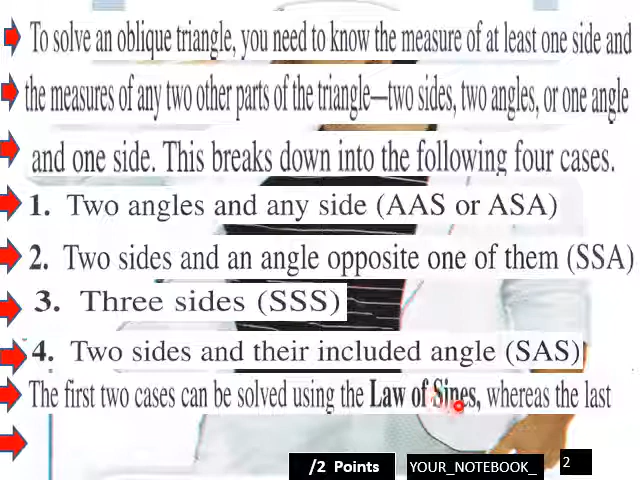 To solve an oblique triangle, you need to know the measure of at least one side and
the measures of any two other parts of the triangle—two sides, two angles, or one angle
and one side. This breaks down into the following four cases.
1. Two angles and any side (AAS or ASA)
2. Two sides and an angle opposite one of them (SSA)
3. Three sides (SSS)
4. Two sides and their included angle (SAS)
The first two cases can be solved using the Law of Sines, whereas the last
/2 Points YOUR_NOTEBOOK_ 2